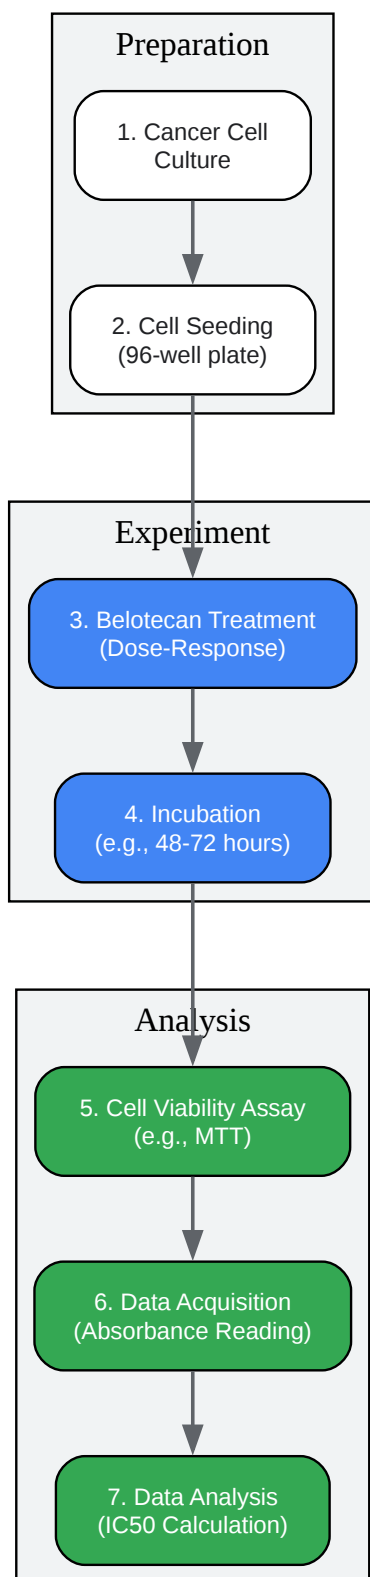 Preparation
1. Cancer Cell
Culture
2. Cell Seeding
(96-well plate)
Experiment
3. Belotecan Treatment
(Dose-Response)
4. Incubation
(e.g., 48-72 hours)
Analysis
5. Cell Viability Assay
(e.g., MTT)
6. Data Acquisition
(Absorbance Reading)
7. Data Analysis
(IC50 Calculation)